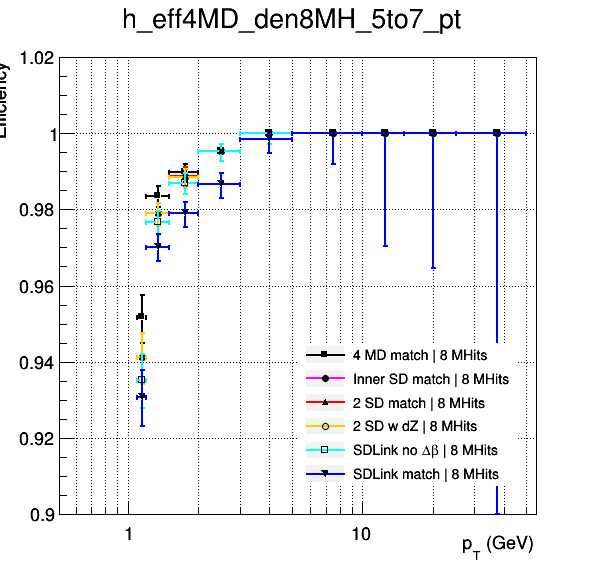 h_eff4MD_den8MH_5to7_pt
Efficiency
1.02
1
0.98
0.96
0.94
0.92
0.9
4 MD match | 8 MHits
Inner SD match | 8 MHits
2 SD match | 8 MHits
2 SD w dZ | 8 MHits
SDLink no Δβ | 8 MHits
SDLink match | 8 MHits
1
10
p_T (GeV)